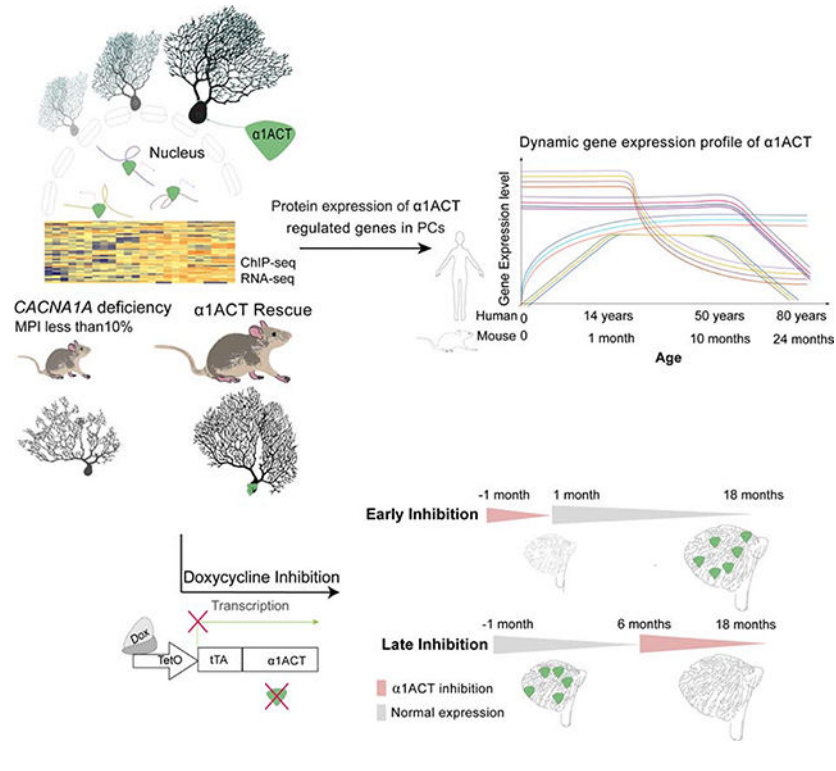 α1ACT
Nucleus
ChIP-seq
RNA-seq
Protein expression of α1ACT
regulated genes in PCs
Dynamic gene expression profile of α1ACT
Gene Expression level
Human 0 14 years 50 years 80 years
Mouse 0 1 month 10 months 24 months
Age
CACNA1A deficiency
MPI less than10%
α1ACT Rescue
-1 month 1 month 18 months
Early Inhibition
Doxycycline Inhibition
Transcription
Dox
TetO tTA α1ACT
-1 month 6 months 18 months
Late Inhibition
α1ACT inhibition
Normal expression